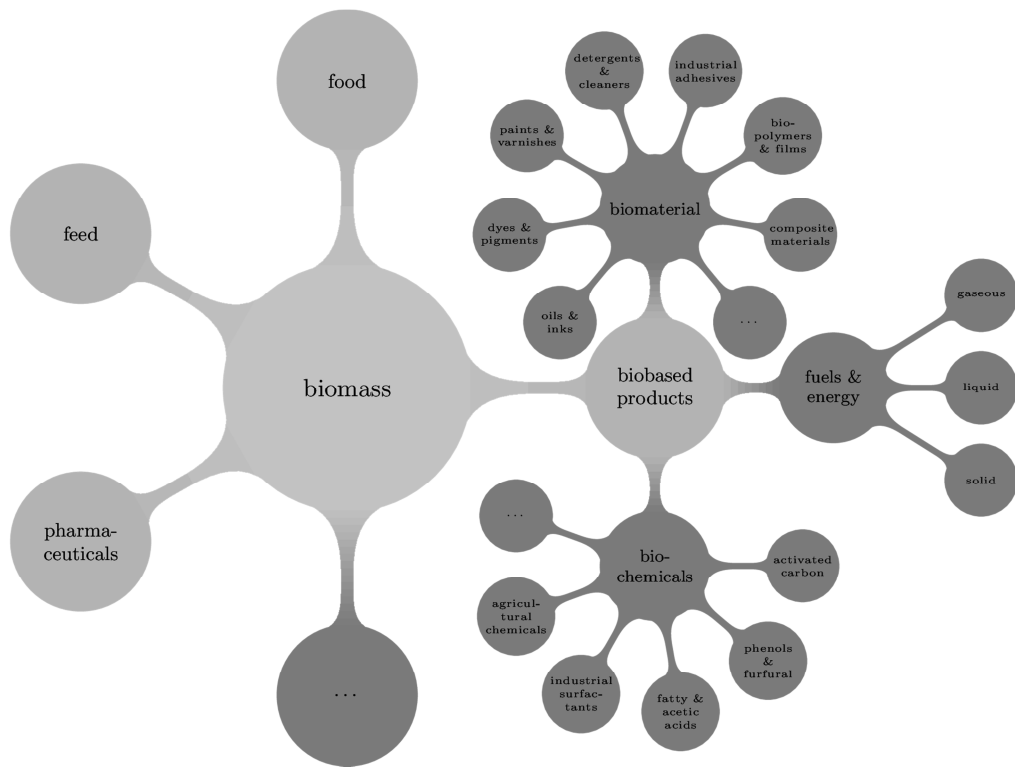 food
feed
biomass
pharma-
ceuticals
...
biobased
products
biomaterial
detergents
&
cleaners
industrial
adhesives
paints &
varnishes
bio-
polymers
& films
dyes &
pigments
composite
materials
oils &
inks
...
fuels &
energy
gaseous
liquid
solid
bio-
chemicals
...
activated
carbon
agricul-
tural
chemicals
phenols
&
furfural
industrial
surfac-
tants
fatty &
acetic
acids